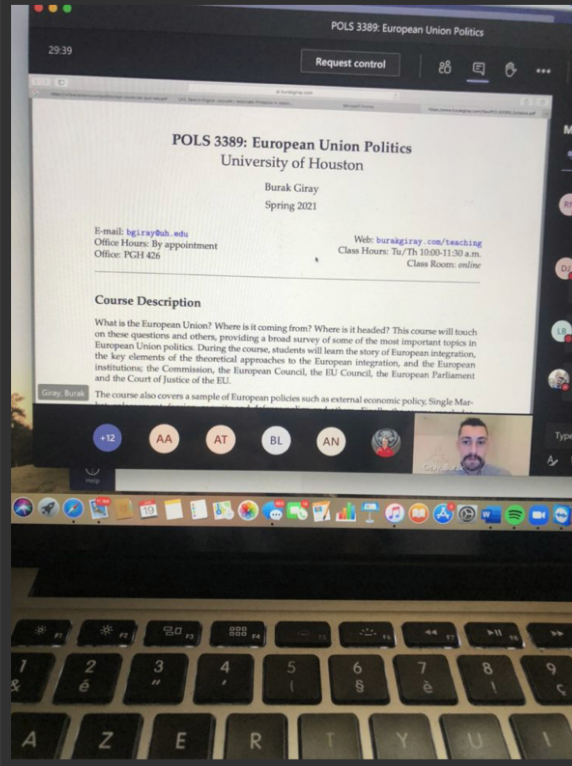 POLS 3389: European Union Politics
29:39
Request control
M
POLS 3389: European Union Politics
University of Houston
Burak Giray
Spring 2021
E-mail: bgiray@uh.edu
Office Hours: By appointment
Office: PGH 426
Web: burakgiray.com/teaching
Class Hours: Tu/Th 10:00-11:30 a.m.
Class Room: online
Course Description
What is the European Union? Where is it coming from? Where is it headed? This course will touch
on these questions and others, providing a broad survey of some of the most important topics in
European Union politics. During the course, students will learn the story of European integration,
the key elements of the theoretical approaches to the European integration, and the European
institutions; the Commission, the European Council, the EU Council, the European Parliament
and the Court of Justice of the EU.
The course also covers a sample of European policies such as external economic policy, Single Mar-
Giray, Burak
DJ
LB
+12
AA
AT
BL
AN
Type
Help
19
F1
F2
F3
F4
F5
F6
F7
1 &
2 é
3 "
4 '
5 (
6 §
7 è
8 !
9 ç
A Z E R T Y U I